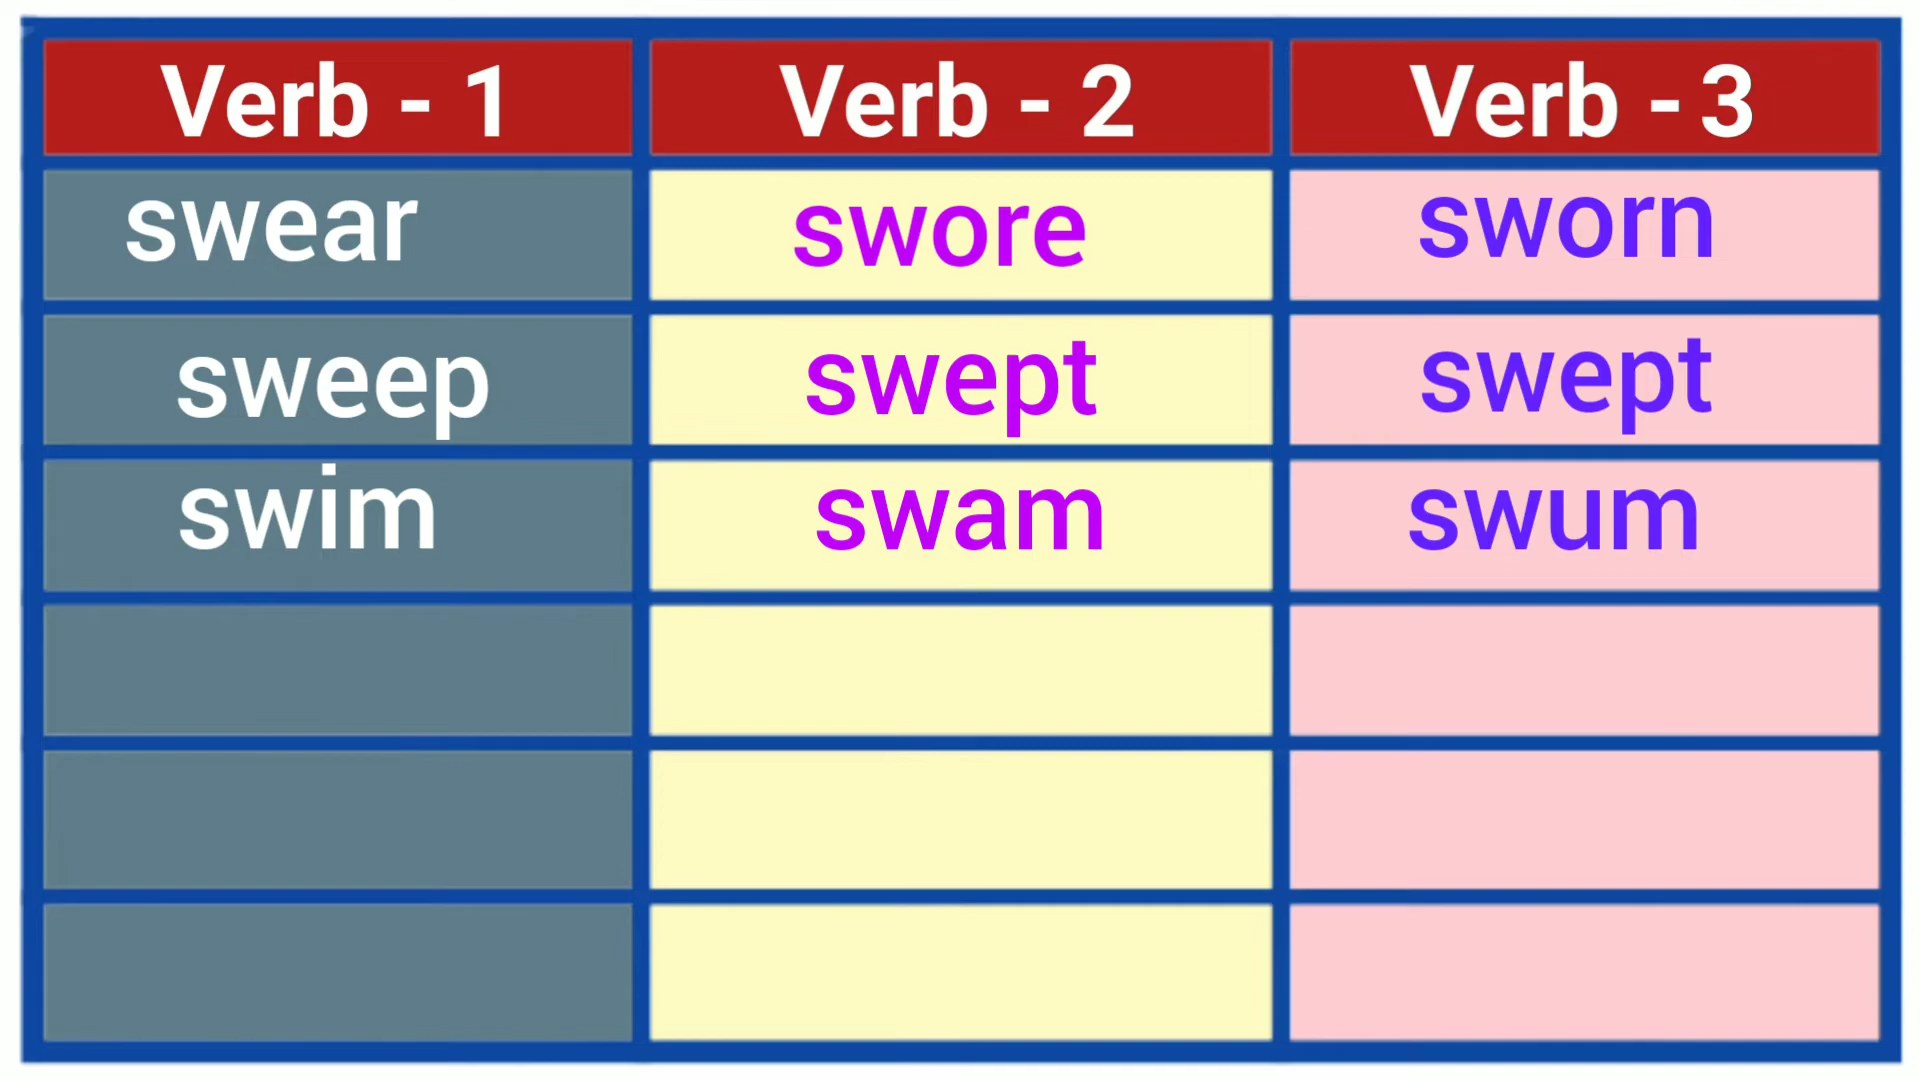 Verb - 1 Verb - 2 Verb - 3
swear swore sworn
sweep swept swept
swim swam swum